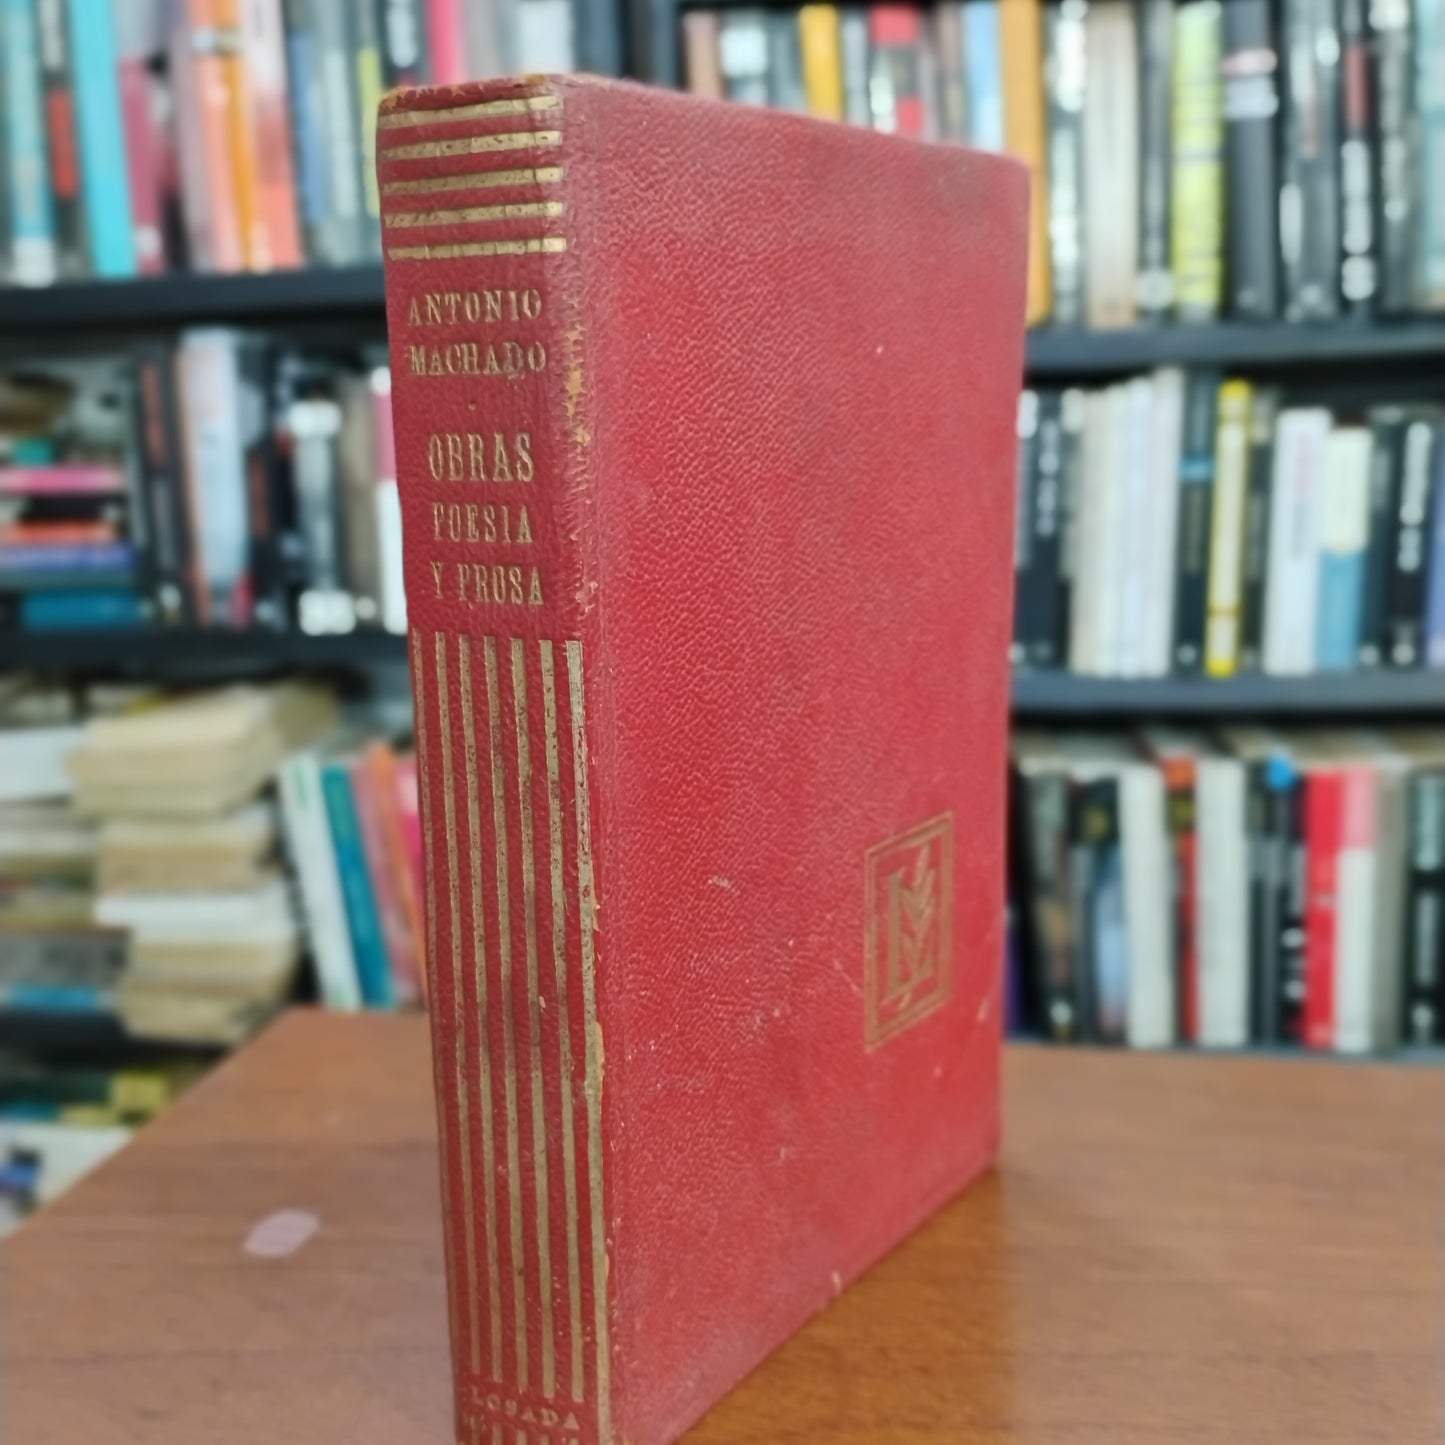 ANTONIO
MACHADO
OBRAS
POESIA
Y PROSA
LOSADA
L